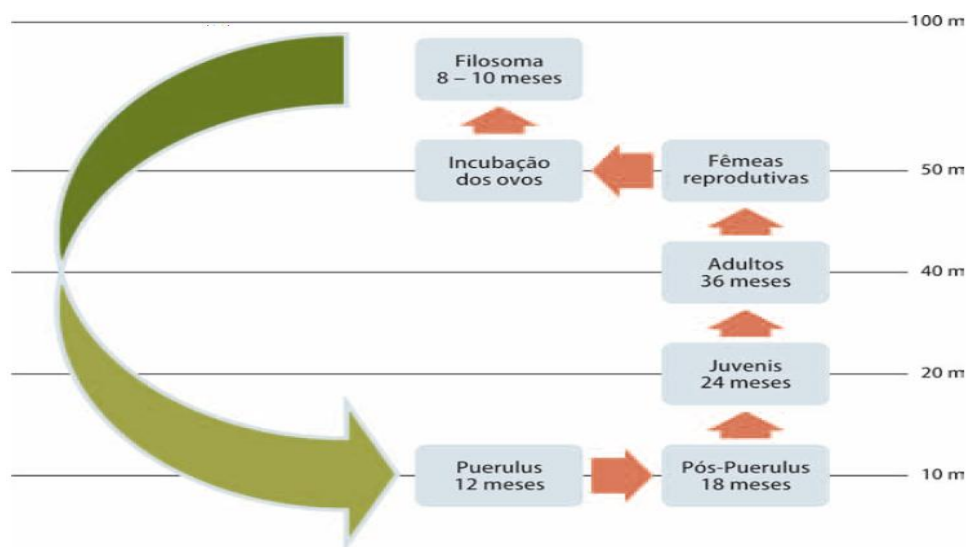 100 m
Filosoma
8 – 10 meses
Incubação
dos ovos
Fêmeas
reprodutivas
50 m
Adultos
36 meses
40 m
Juvenis
24 meses
20 m
Puerulus
12 meses
Pós-Puerulus
18 meses
10 m